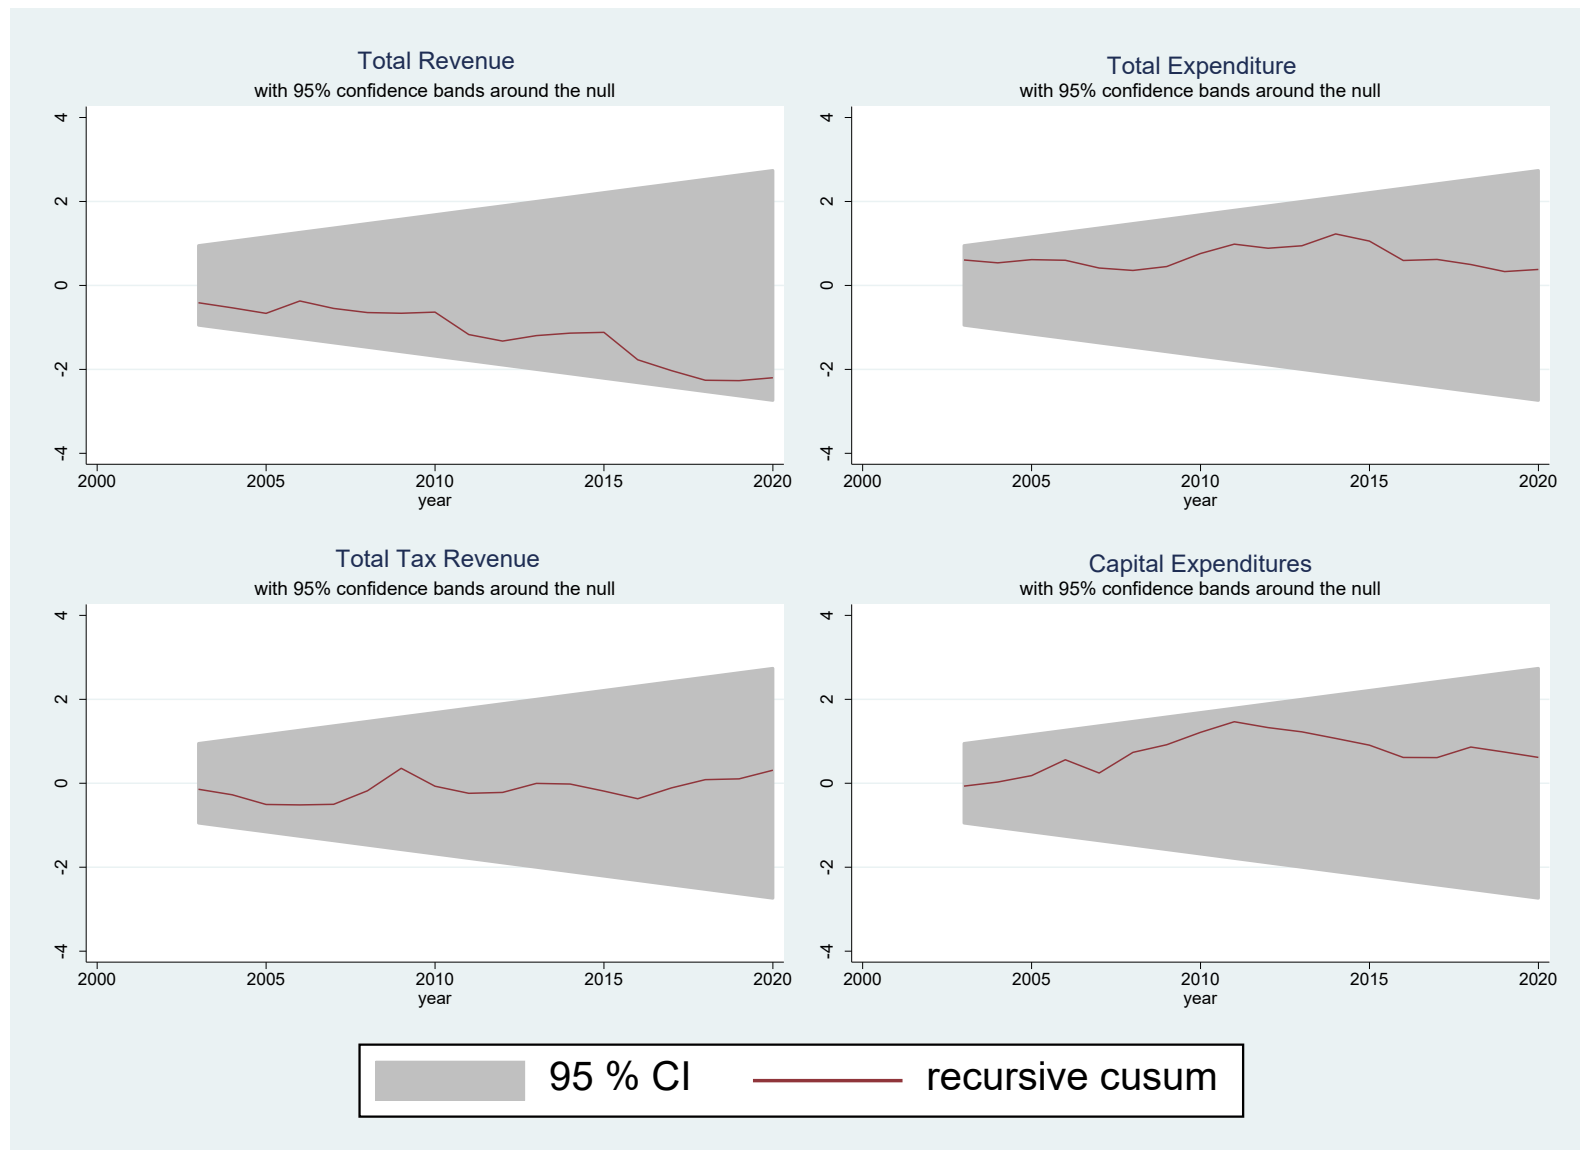 Total Revenue
with 95% confidence bands around the null
4
2
0
-2
-4
2000 2005 2010 2015 2020
year
Total Expenditure
with 95% confidence bands around the null
4
2
0
-2
-4
2000 2005 2010 2015 2020
year
Total Tax Revenue
with 95% confidence bands around the null
4
2
0
-2
-4
2000 2005 2010 2015 2020
year
Capital Expenditures
with 95% confidence bands around the null
4
2
0
-2
-4
2000 2005 2010 2015 2020
year
95 % CI recursive cusum